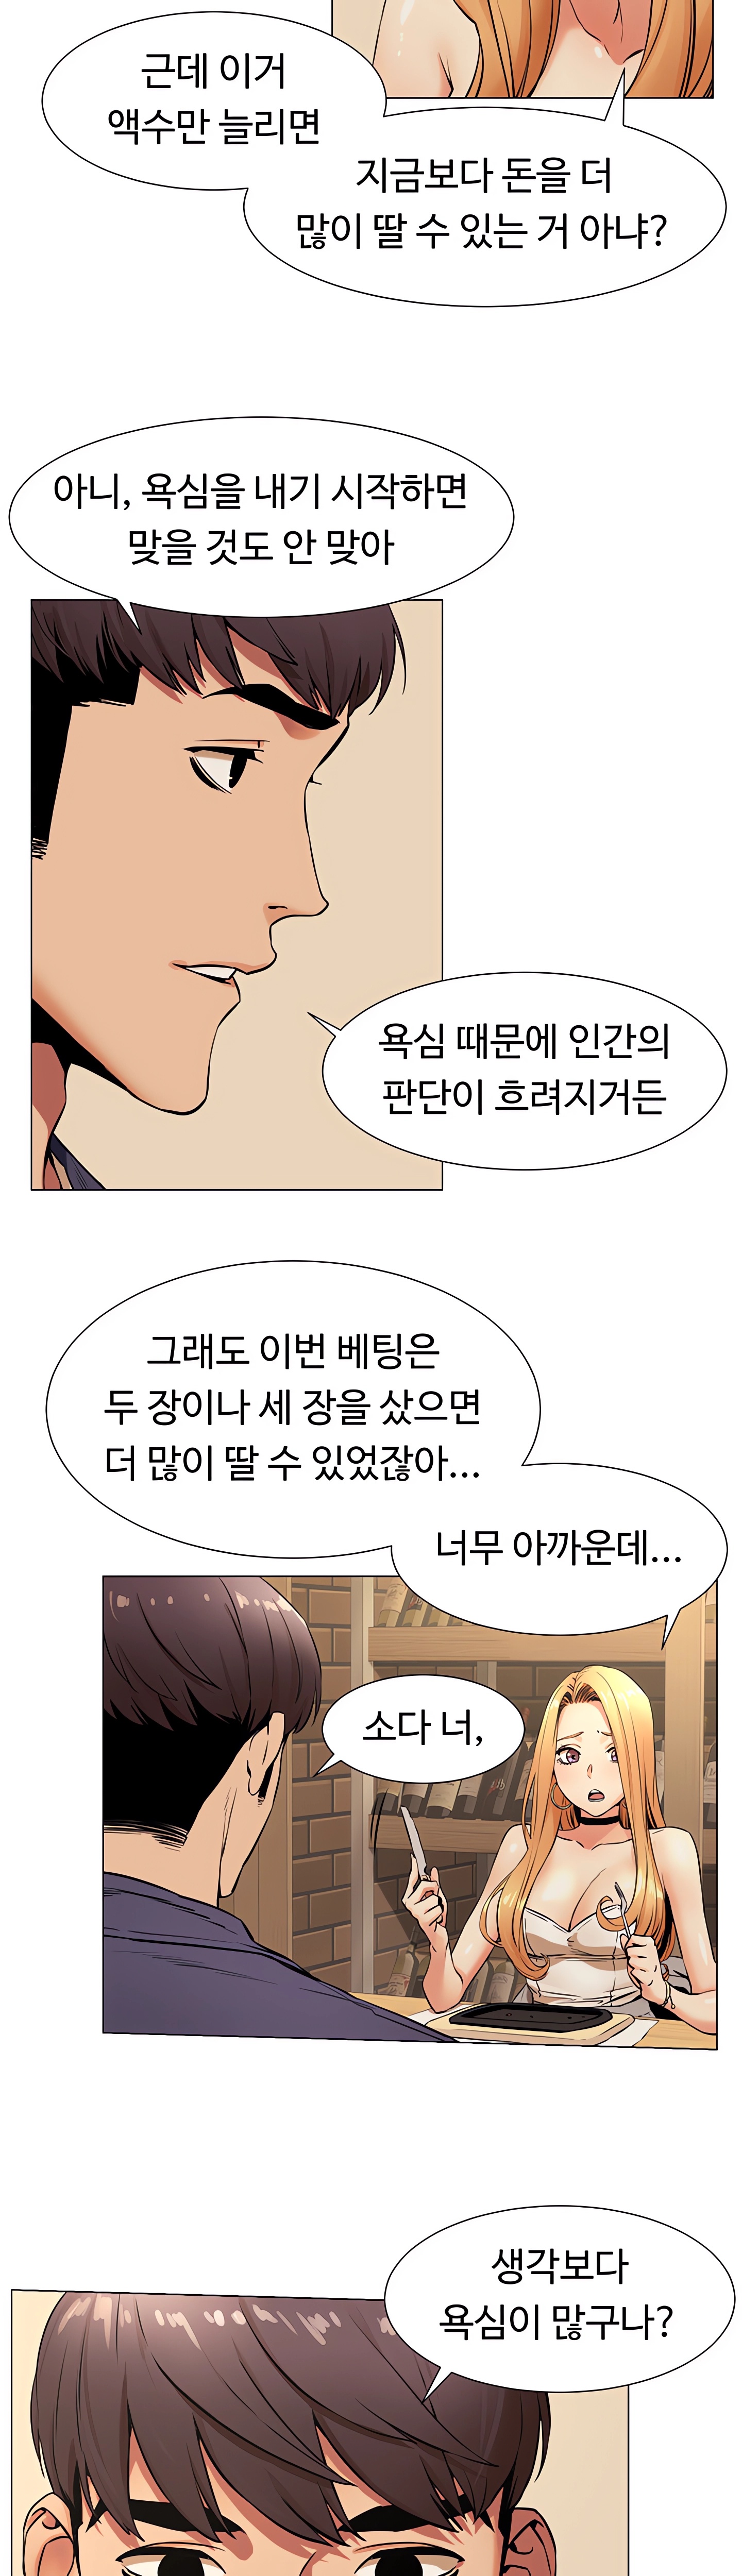 근데 이거
액수만 늘리면
지금보다 돈을 더
많이 딸 수 있는 거 아냐?
아니, 욕심을 내기 시작하면
맞을 것도 안 맞아
욕심 때문에 인간의
판단이 흐려지거든
그래도 이번 베팅은
두 장이나 세 장을 샀으면
더 많이 딸 수 있었잖아...
너무 아까운데...
소다 너,
생각보다
욕심이 많구나?